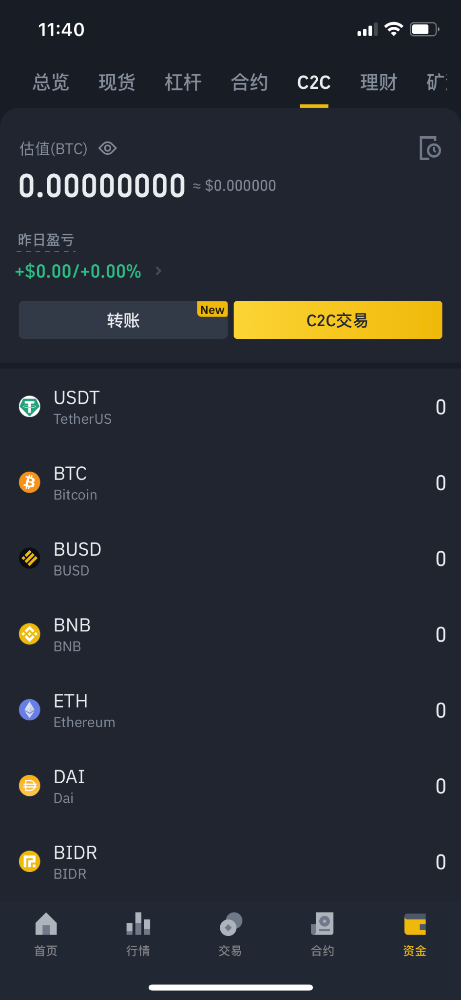 11:40
总览 现货 杠杆 合约 C2C 理财 矿
估值(BTC)
0.00000000 ≈ $0.000000
昨日盈亏
+$0.00/+0.00%
转账 New C2C交易
USDT
TetherUS
0
BTC
Bitcoin
0
BUSD
BUSD
0
BNB
BNB
0
ETH
Ethereum
0
DAI
Dai
0
BIDR
BIDR
0
首页 行情 交易 合约 资金